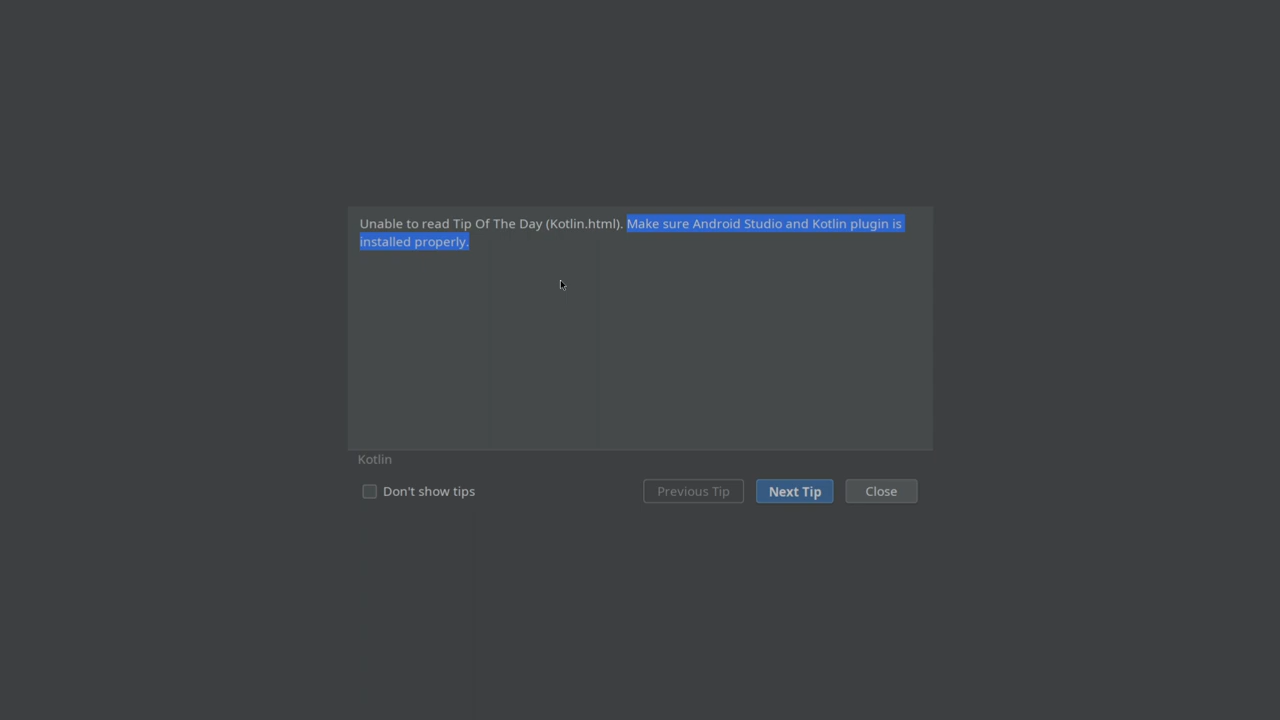 Unable to read Tip Of The Day (Kotlin.html). Make sure Android Studio and Kotlin plugin is
installed properly.
Kotlin
Don't show tips
Previous Tip
Next Tip
Close